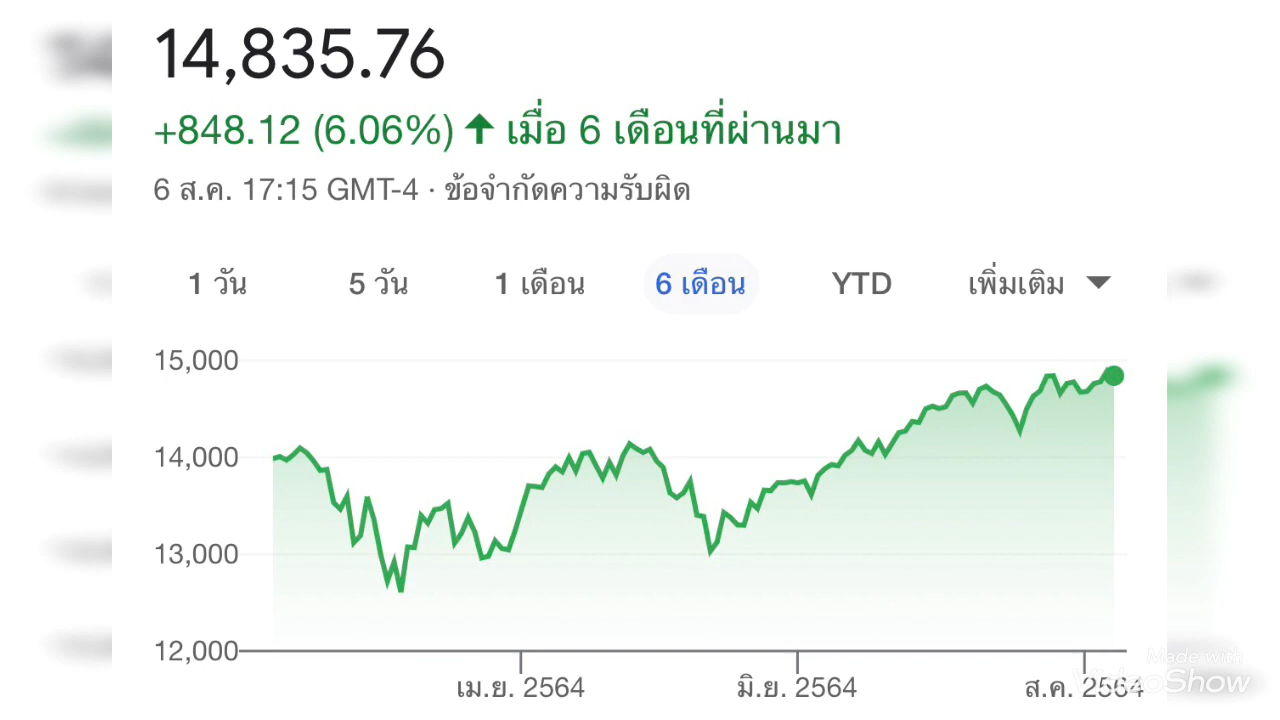 14,835.76
+848.12 (6.06%) ↑ เมื่อ 6 เดือนที่ผ่านมา
6 ส.ค. 17:15 GMT-4 · ข้อจำกัดความรับผิด
1 วัน 5 วัน 1 เดือน 6 เดือน YTD เพิ่มเติม
15,000
14,000
13,000
12,000
เม.ย. 2564 มิ.ย. 2564 ส.ค. 2564
Made with
VideoShow